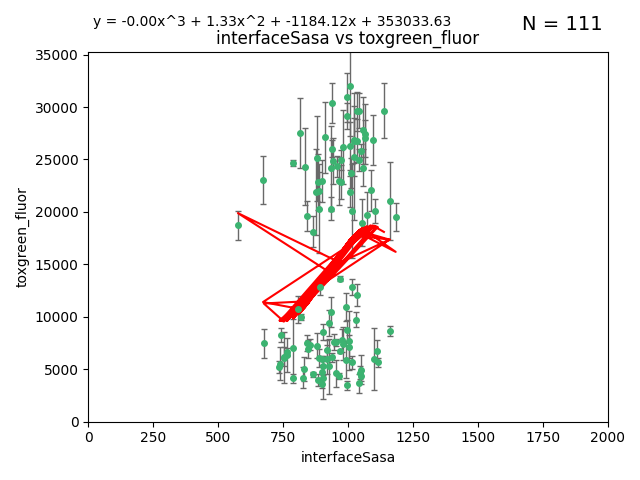 y = -0.00x^3 + 1.33x^2 + -1184.12x + 353033.63
N = 111
interfaceSasa vs toxgreen_fluor
35000
30000
25000
20000
15000
10000
5000
0
toxgreen_fluor
0 250 500 750 1000 1250 1500 1750 2000
interfaceSasa